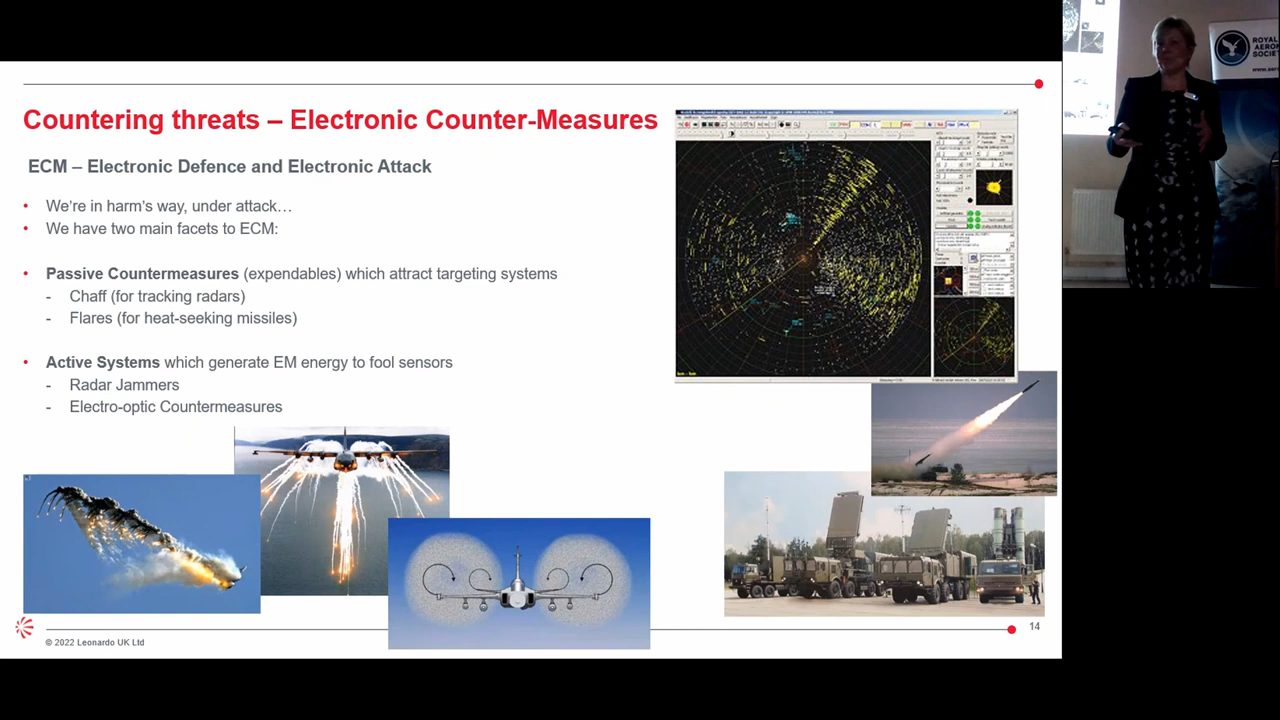 Countering threats – Electronic Counter-Measures
ECM – Electronic Defence and Electronic Attack
• We're in harm's way, under attack…
• We have two main facets to ECM:
• Passive Countermeasures (expendables) which attract targeting systems
- Chaff (for tracking radars)
- Flares (for heat-seeking missiles)
• Active Systems which generate EM energy to fool sensors
- Radar Jammers
- Electro-optic Countermeasures
© 2022 Leonardo UK Ltd
14
ROYAL
SOCIETY